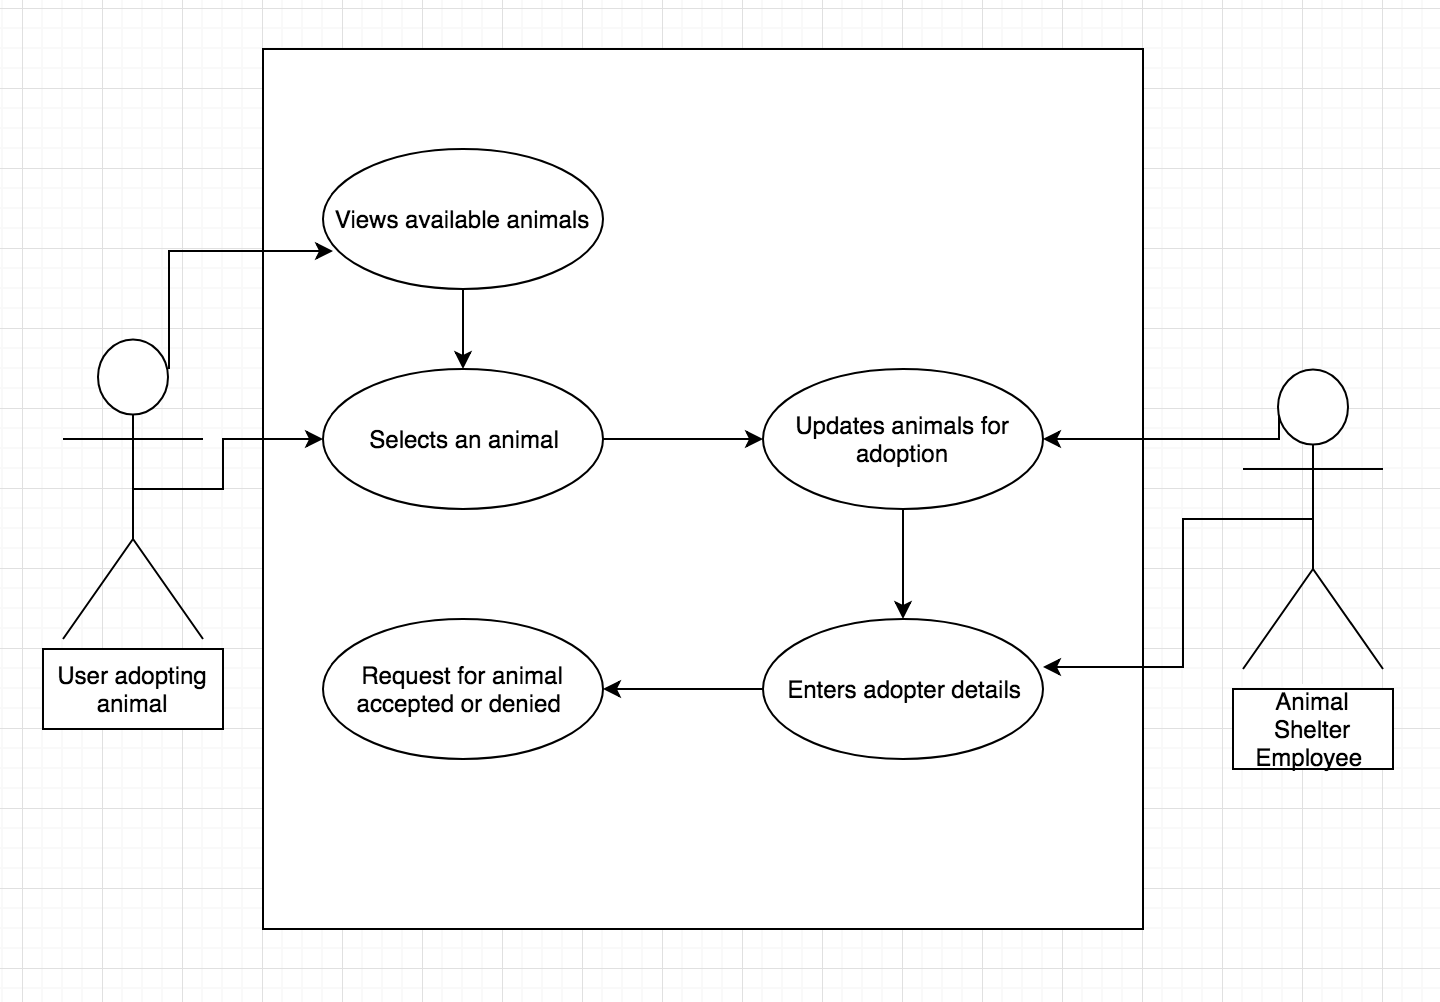 Views available animals
Selects an animal
Updates animals for
adoption
Request for animal
accepted or denied
Enters adopter details
User adopting
animal
Animal
Shelter
Employee